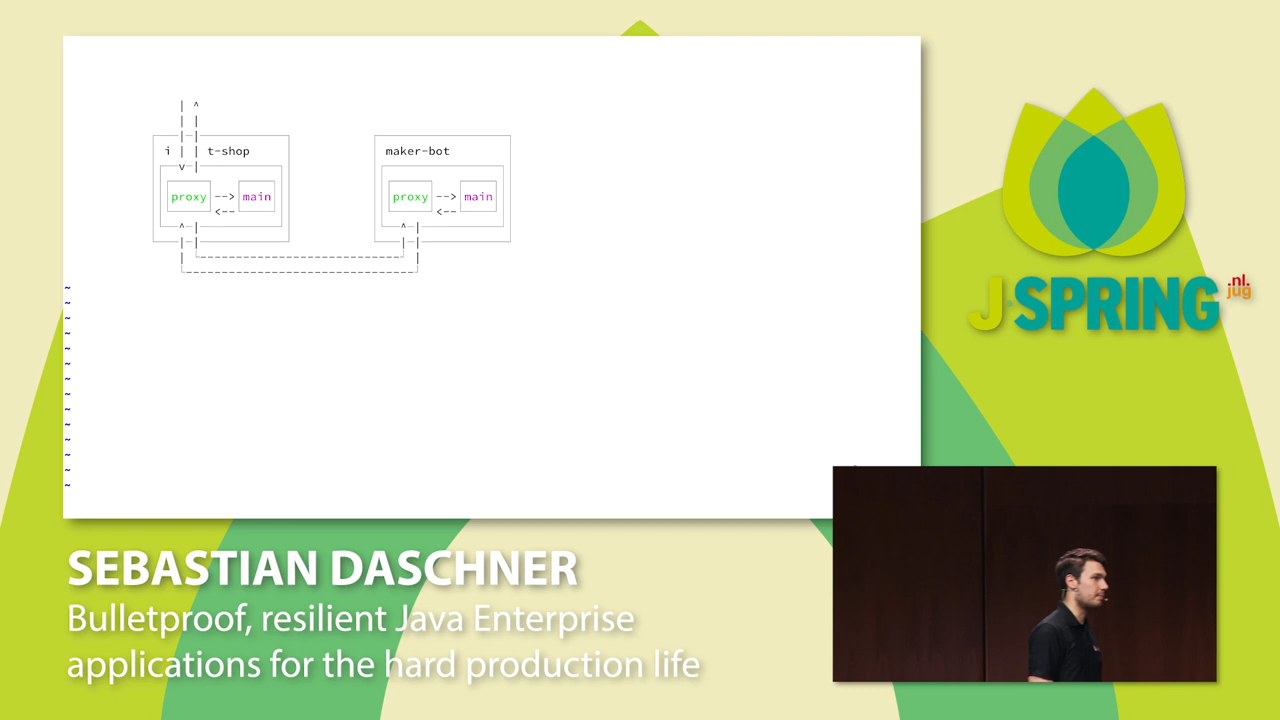 i | | t-shop
maker-bot
proxy --> main
<--
proxy --> main
<--
~
~
~
~
~
~
~
~
~
~
~
~
~
~
J·SPRING
.nl.
jug
SEBASTIAN DASCHNER
Bulletproof, resilient Java Enterprise
applications for the hard production life